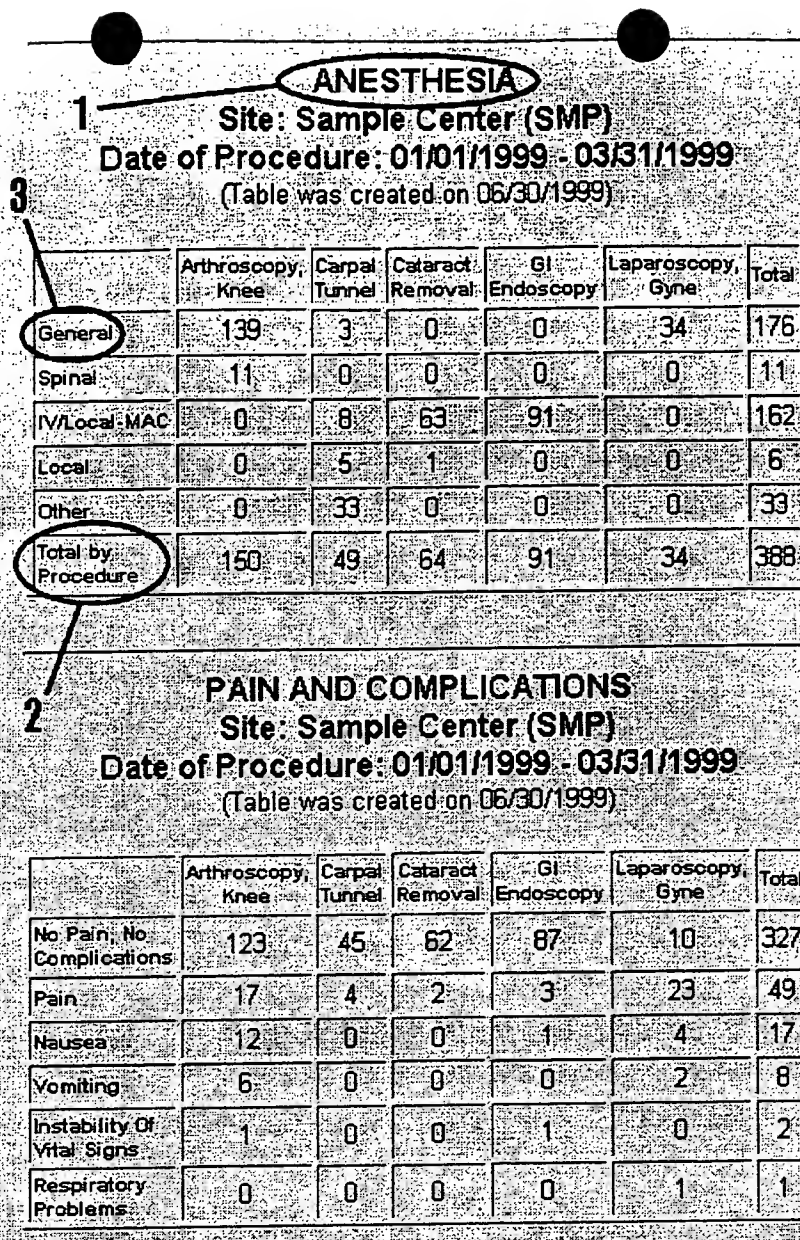 ANESTHESIA
1
Site: Sample Center (SMP)
Date of Procedure: 01/01/1999 - 03/31/1999
3
(Table was created on 06/30/1999)
Arthroscopy, Knee Carpal Tunnel Cataract Removal GI Endoscopy Laparoscopy, Gyne Total
General 139 3 0 0 34 176
Spinal 11 0 0 0 0 11
IV/Local-MAC 0 8 63 91 0 162
Local 0 5 1 0 0 6
Other 0 33 0 0 0 33
Total by Procedure 150 49 64 91 34 388
2
PAIN AND COMPLICATIONS
Site: Sample Center (SMP)
Date of Procedure: 01/01/1999 - 03/31/1999
(Table was created on 06/30/1999)
Arthroscopy, Knee Carpal Tunnel Cataract Removal GI Endoscopy Laparoscopy, Gyne Total
No Pain, No Complications 123 45 62 87 10 327
Pain 17 4 2 3 23 49
Nausea 12 0 0 1 4 17
Vomiting 6 0 0 0 2 8
Instability Of Vital Signs 1 0 0 1 0 2
Respiratory Problems 0 0 0 0 1 1